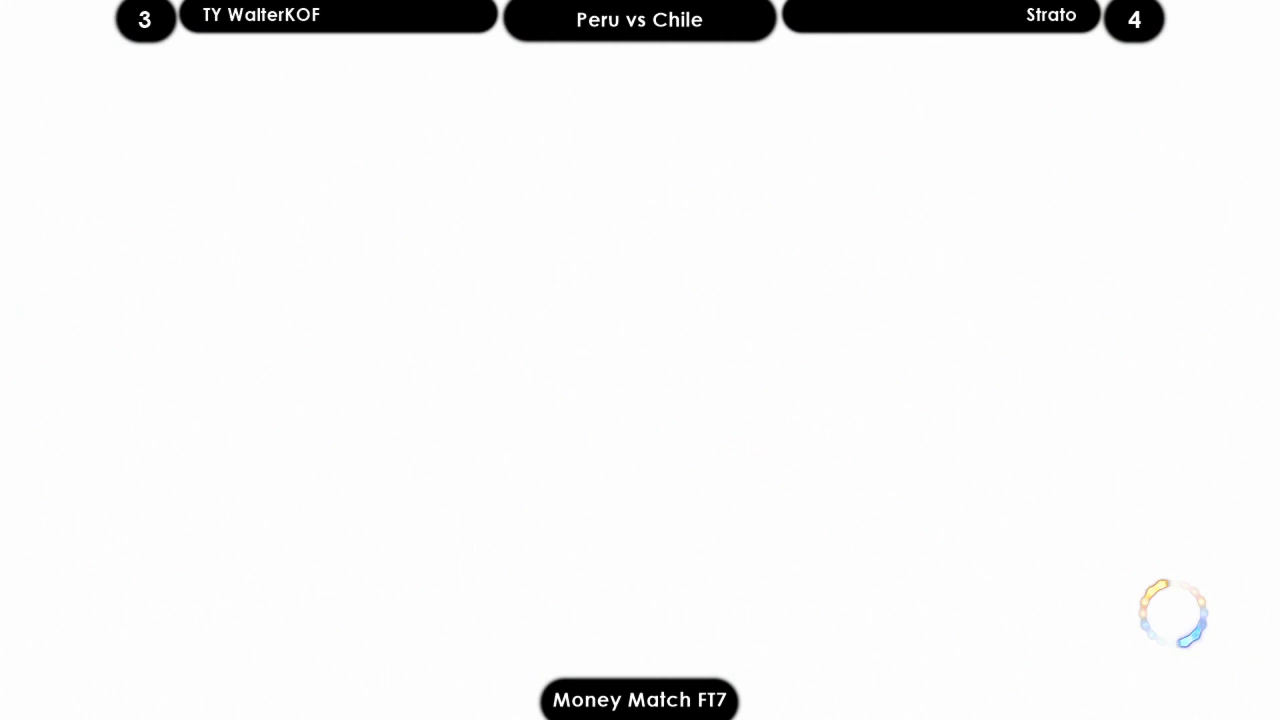 3
TY WalterKOF
Peru vs Chile
Strato
4
Money Match FT7